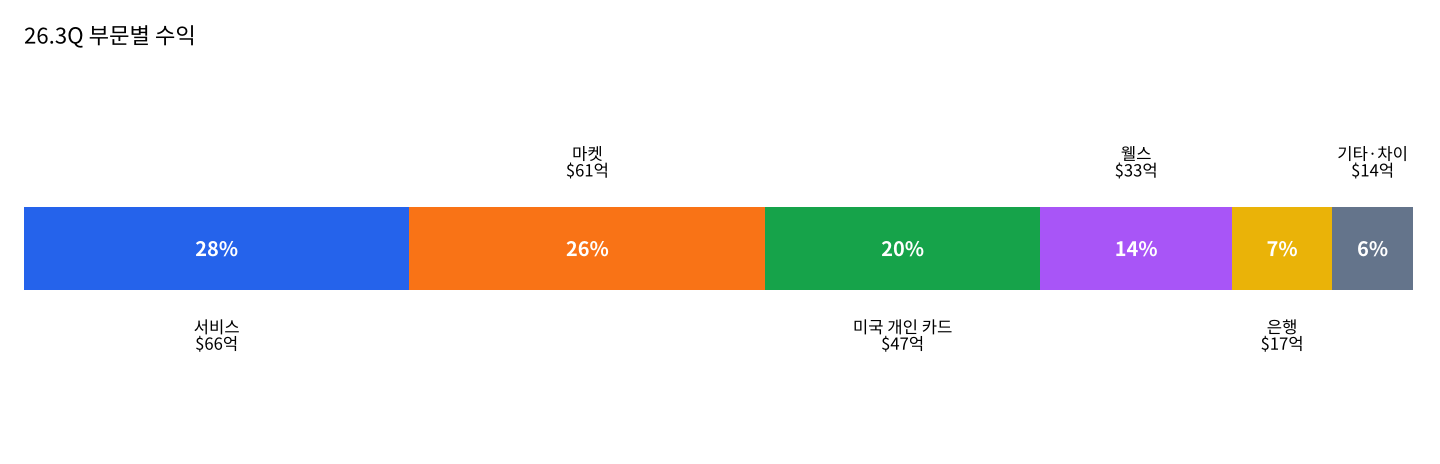 26.3Q 부문별 수익
마켓
$61억
웰스
$33억
기타·차이
$14억
28%
26%
20%
14%
7%
6%
서비스
$66억
미국 개인 카드
$47억
은행
$17억